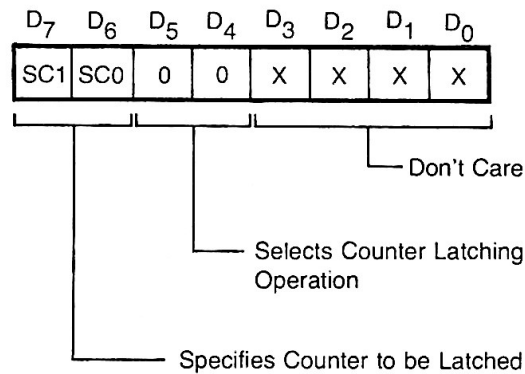 D7 D6 D5 D4 D3 D2 D1 D0
SC1 SC0 0 0 X X X X
Don't Care
Selects Counter Latching
Operation
Specifies Counter to be Latched